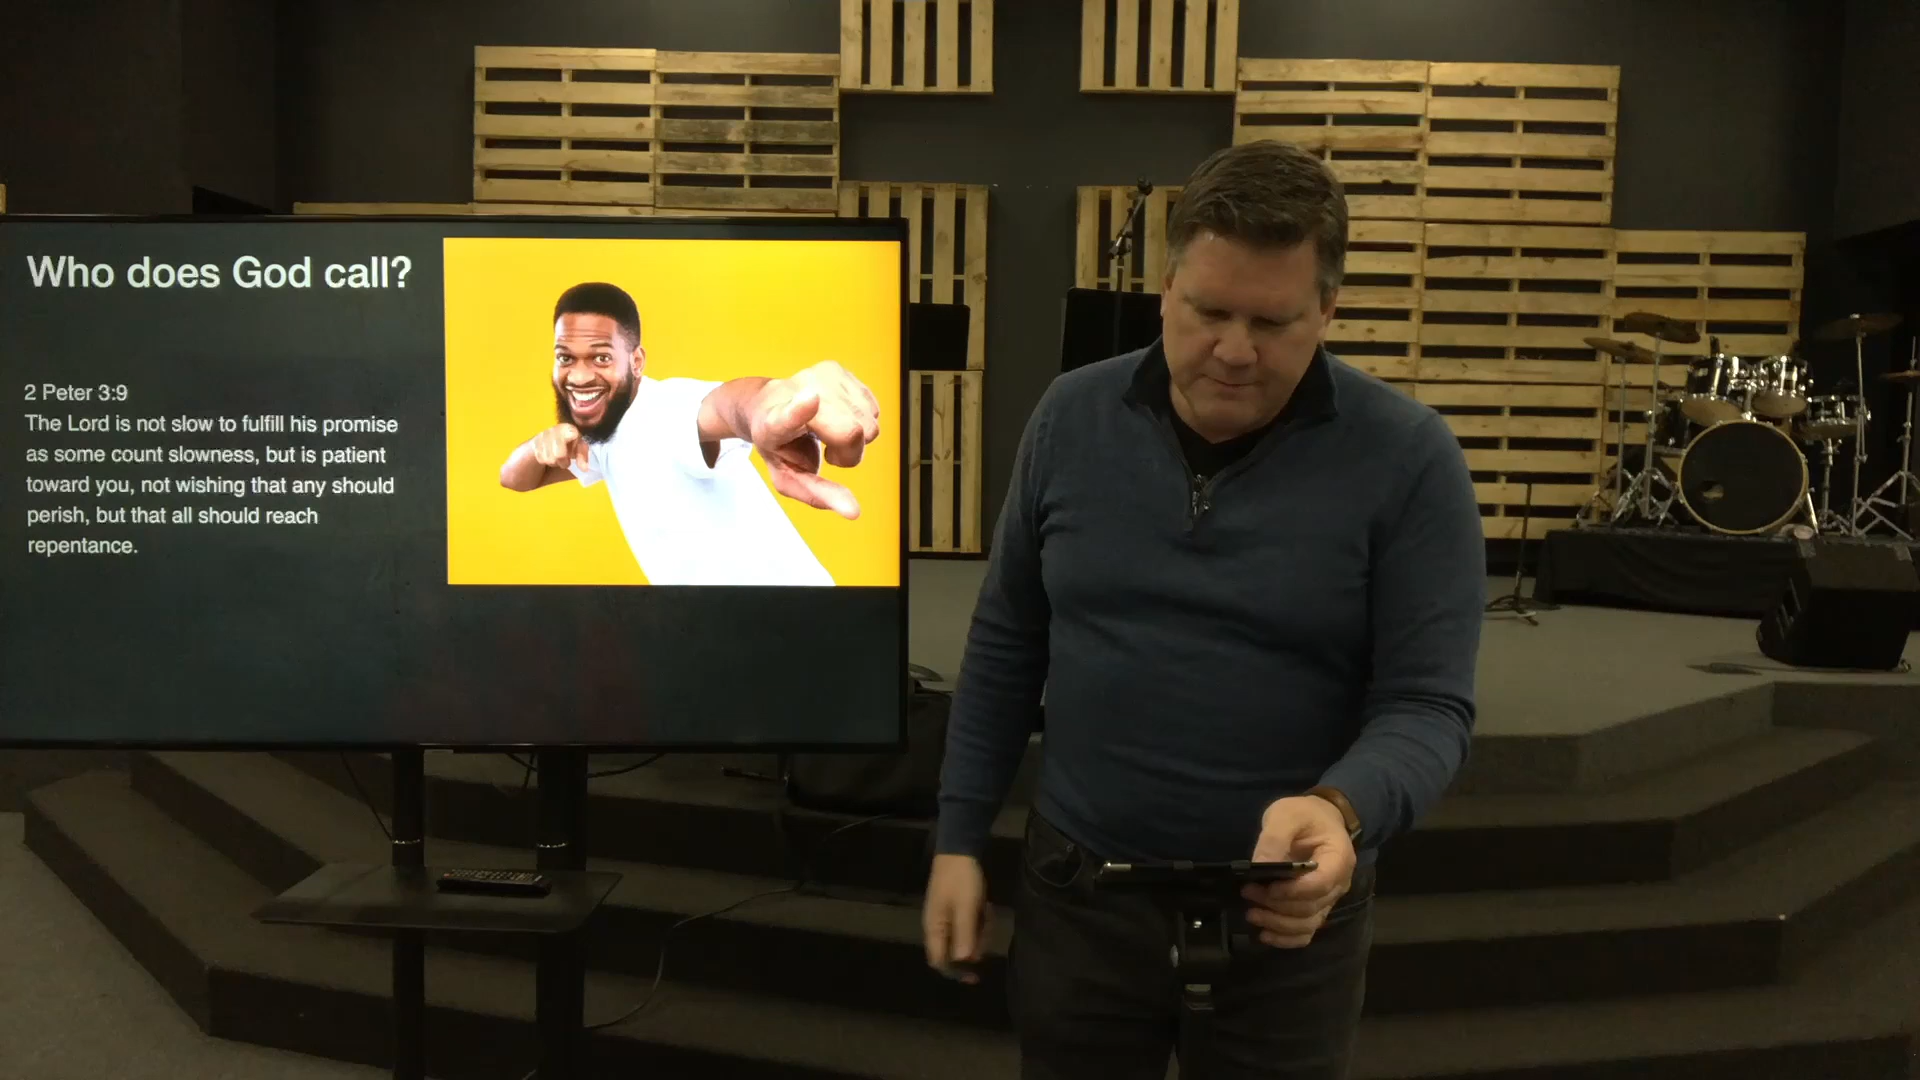 Who does God call?
2 Peter 3:9
The Lord is not slow to fulfill his promise
as some count slowness, but is patient
toward you, not wishing that any should
perish, but that all should reach
repentance.